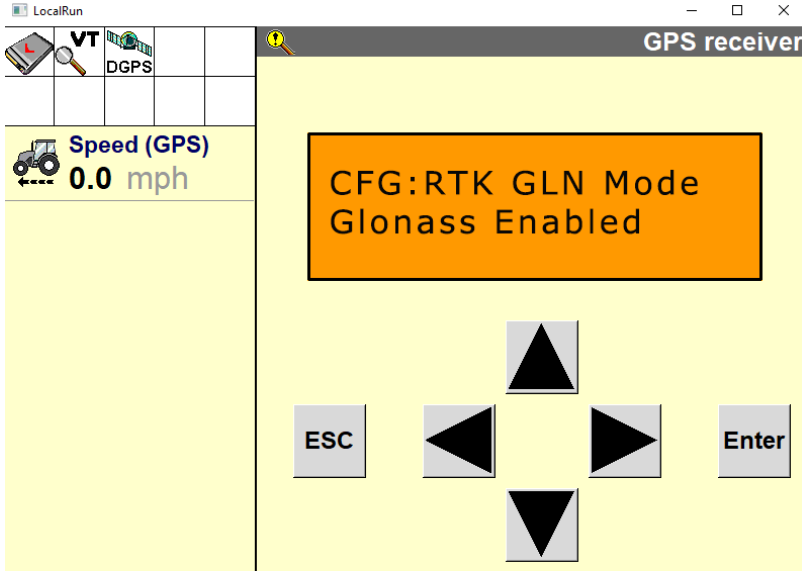 LocalRun
L
VT
DGPS
GPS receiver
Speed (GPS)
0.0 mph
CFG:RTK GLN Mode
Glonass Enabled
ESC
Enter